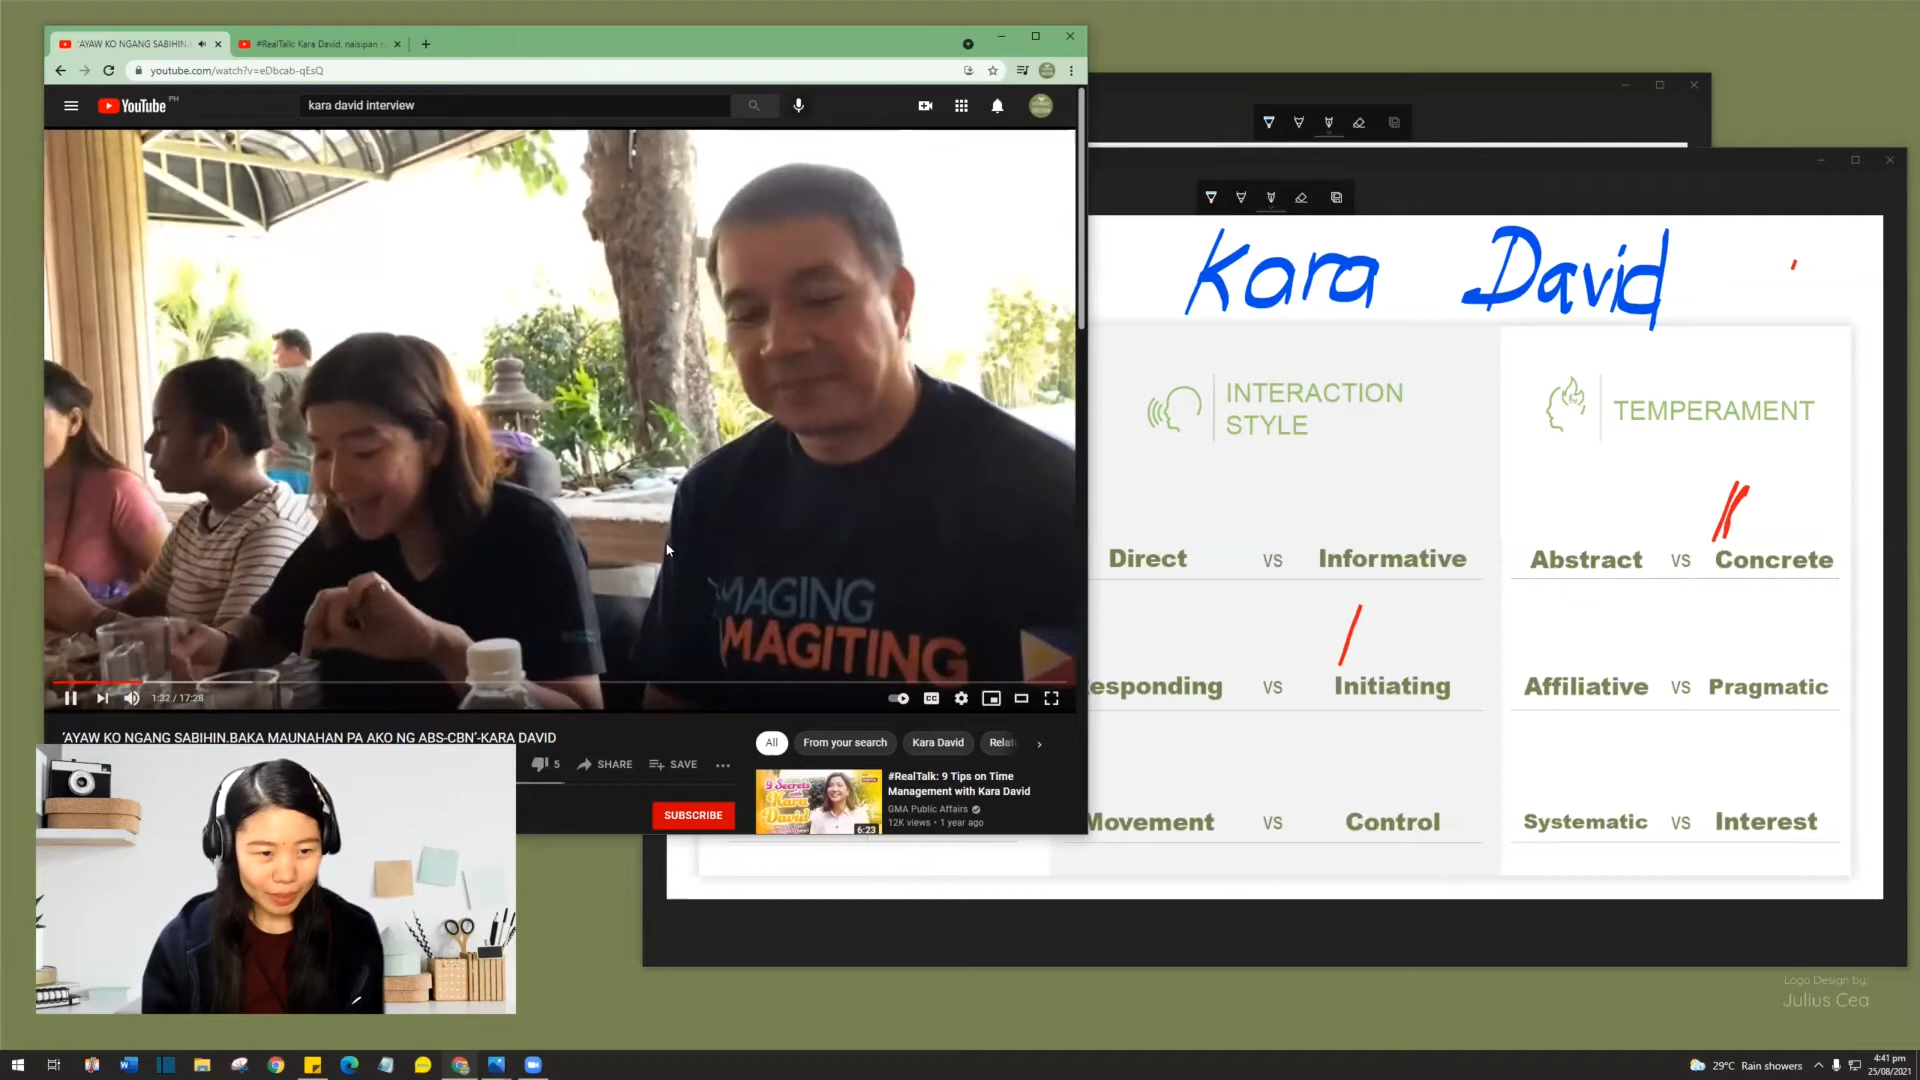 'AYAW KO NGANG SABIHIN.
#RealTalk: Kara David, naisipan
youtube.com/watch?v=eDbcab-qEsQ
YouTube PH
kara david interview
MAGING
MAGITING
1:32 / 17:28
CC
'AYAW KO NGANG SABIHIN.BAKA MAUNAHAN PA AKO NG ABS-CBN'-KARA DAVID
5 SHARE SAVE
SUBSCRIBE
All From your search Kara David Relat
#RealTalk: 9 Tips on Time
Management with Kara David
GMA Public Affairs
12K views • 1 year ago
9 Secrets
Kara
David
6:23
Kara David
INTERACTION
STYLE
TEMPERAMENT
Direct vs Informative
Abstract vs Concrete
esponding vs Initiating
Affiliative vs Pragmatic
Movement vs Control
Systematic vs Interest
Logo Design by:
Julius Cea
29°C Rain showers
4:41 pm
25/08/2021